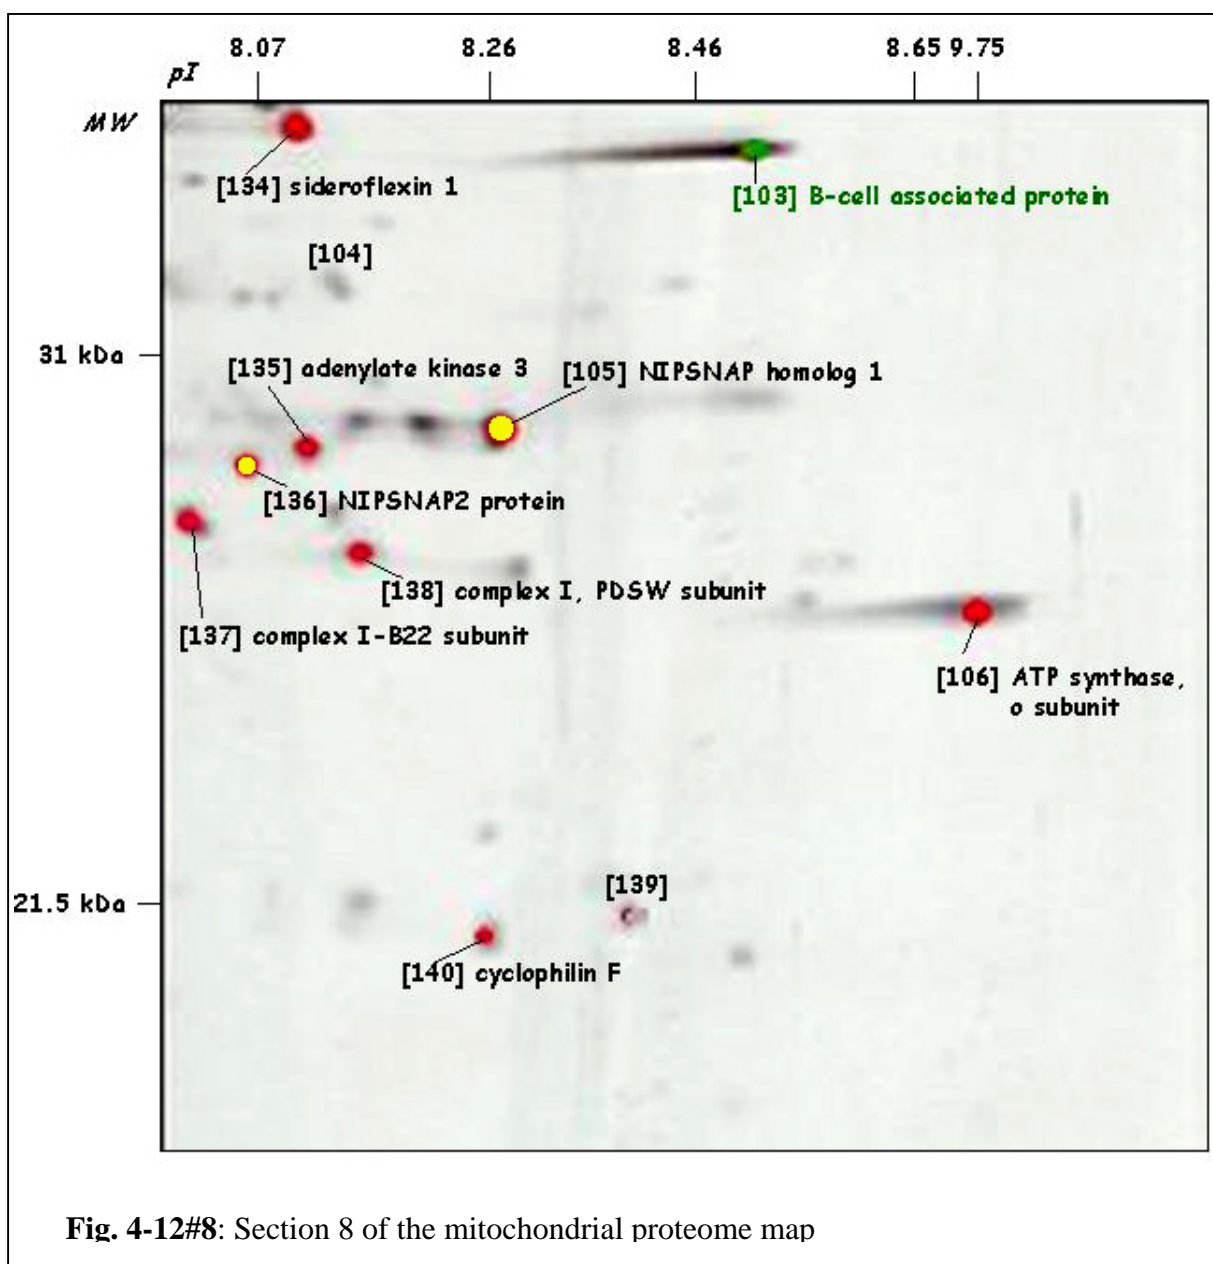 8.07 8.26 8.46 8.65 9.75
pI
MW
[134] sideroflexin 1
[103] B-cell associated protein
[104]
31 kDa
[135] adenylate kinase 3
[105] NIPSNAP homolog 1
[136] NIPSNAP2 protein
[138] complex I, PDSW subunit
[137] complex I-B22 subunit
[106] ATP synthase,
o subunit
[139]
21.5 kDa
[140] cyclophilin F
Fig. 4-12#8: Section 8 of the mitochondrial proteome map